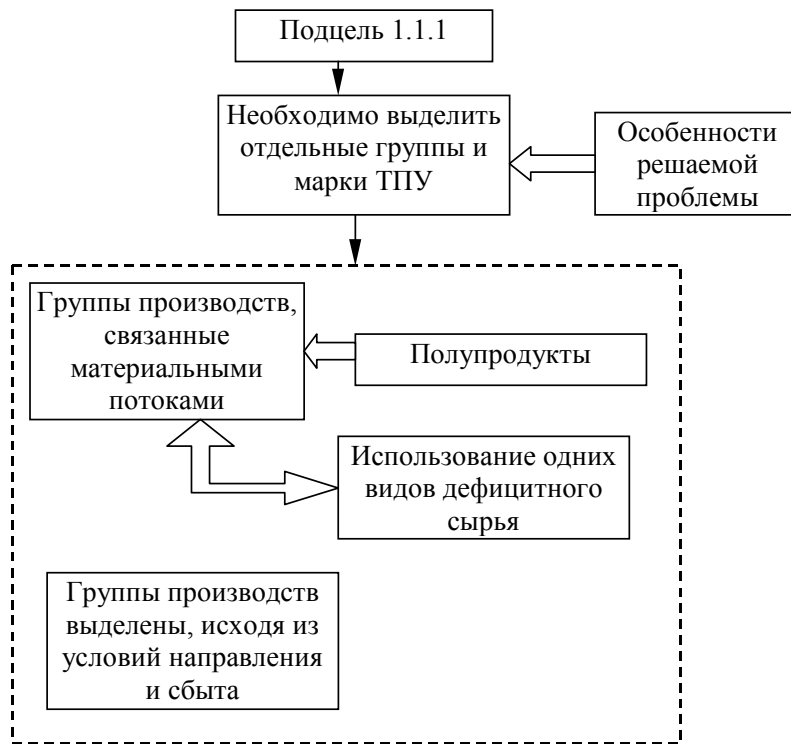 Подцель 1.1.1
Необходимо выделить
отдельные группы и
марки ТПУ
Особенности
решаемой
проблемы
Группы производств,
связанные
материальными
потоками
Полупродукты
Использование одних
видов дефицитного
сырья
Группы производств
выделены, исходя из
условий направления
и сбыта